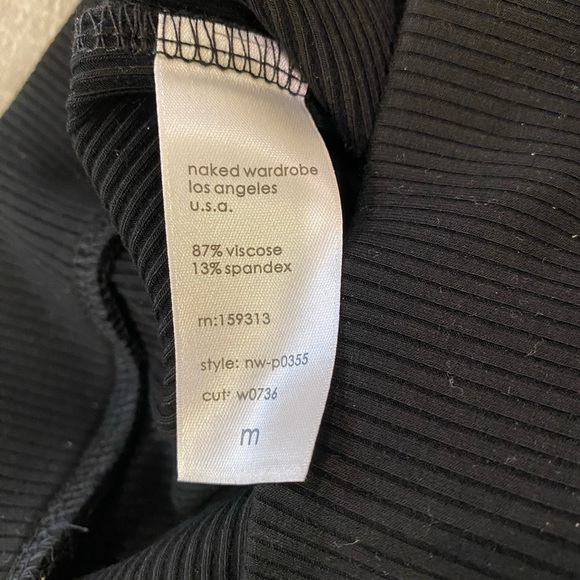 naked wardrobe
los angeles
u.s.a.
87% viscose
13% spandex
rn:159313
style: nw-p0355
cut: w0736
m